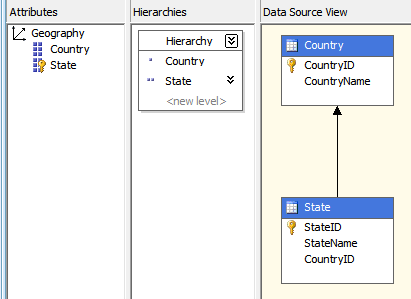 Attributes
Geography
Country
State
Hierarchies
Hierarchy
Country
State
<new level>
Data Source View
Country
CountryID
CountryName
State
StateID
StateName
CountryID